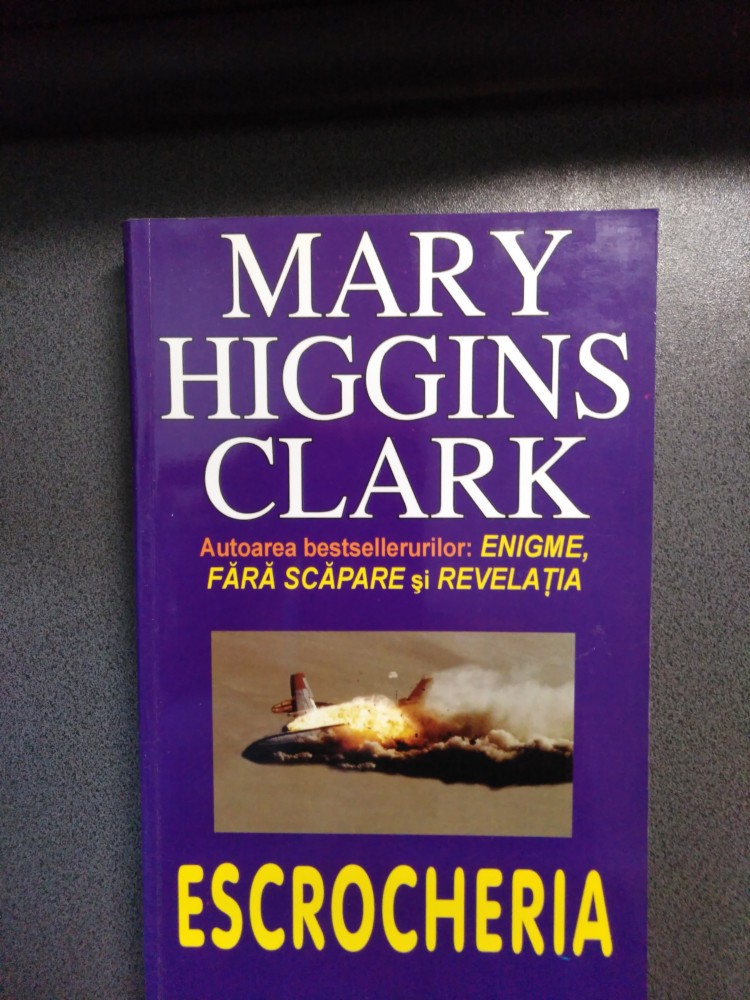 MARY
HIGGINS
CLARK
Autoarea bestsellerurilor: ENIGME,
FĂRĂ SCĂPARE şi REVELAŢIA
ESCROCHERIA